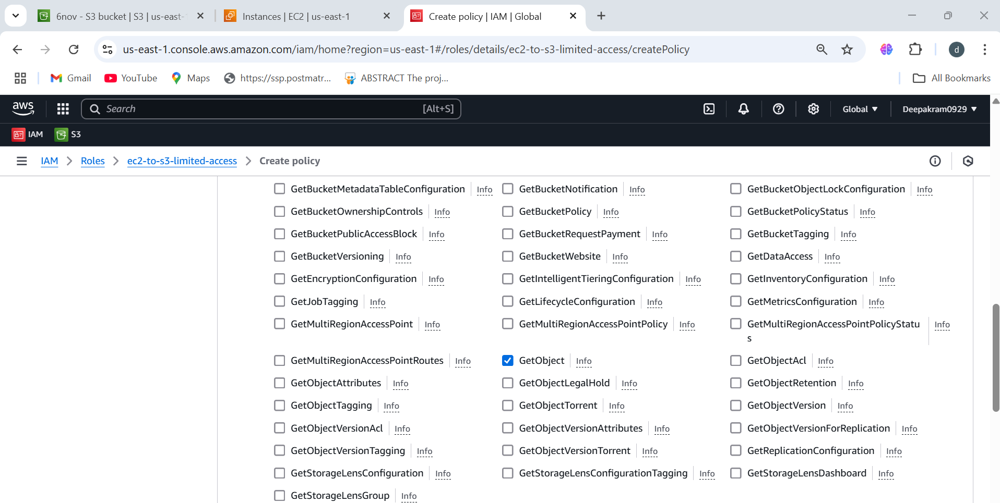 6nov - S3 bucket | S3 | us-east-
Instances | EC2 | us-east-1
Create policy | IAM | Global
us-east-1.console.aws.amazon.com/iam/home?region=us-east-1#/roles/details/ec2-to-s3-limited-access/createPolicy
d
Gmail
YouTube
Maps
https://ssp.postmatr...
ABSTRACT The proj...
All Bookmarks
aws
Search
[Alt+S]
Global
Deepakram0929
IAM
S3
IAM
Roles
ec2-to-s3-limited-access
Create policy
GetBucketMetadataTableConfiguration Info
GetBucketNotification Info
GetBucketObjectLockConfiguration Info
GetBucketOwnershipControls Info
GetBucketPolicy Info
GetBucketPolicyStatus Info
GetBucketPublicAccessBlock Info
GetBucketRequestPayment Info
GetBucketTagging Info
GetBucketVersioning Info
GetBucketWebsite Info
GetDataAccess Info
GetEncryptionConfiguration Info
GetIntelligentTieringConfiguration Info
GetInventoryConfiguration Info
GetJobTagging Info
GetLifecycleConfiguration Info
GetMetricsConfiguration Info
GetMultiRegionAccessPoint Info
GetMultiRegionAccessPointPolicy Info
GetMultiRegionAccessPointPolicyStatu Info
s
GetMultiRegionAccessPointRoutes Info
GetObject Info
GetObjectAcl Info
GetObjectAttributes Info
GetObjectLegalHold Info
GetObjectRetention Info
GetObjectTagging Info
GetObjectTorrent Info
GetObjectVersion Info
GetObjectVersionAcl Info
GetObjectVersionAttributes Info
GetObjectVersionForReplication Info
GetObjectVersionTagging Info
GetObjectVersionTorrent Info
GetReplicationConfiguration Info
GetStorageLensConfiguration Info
GetStorageLensConfigurationTagging Info
GetStorageLensDashboard Info
GetStorageLensGroup Info